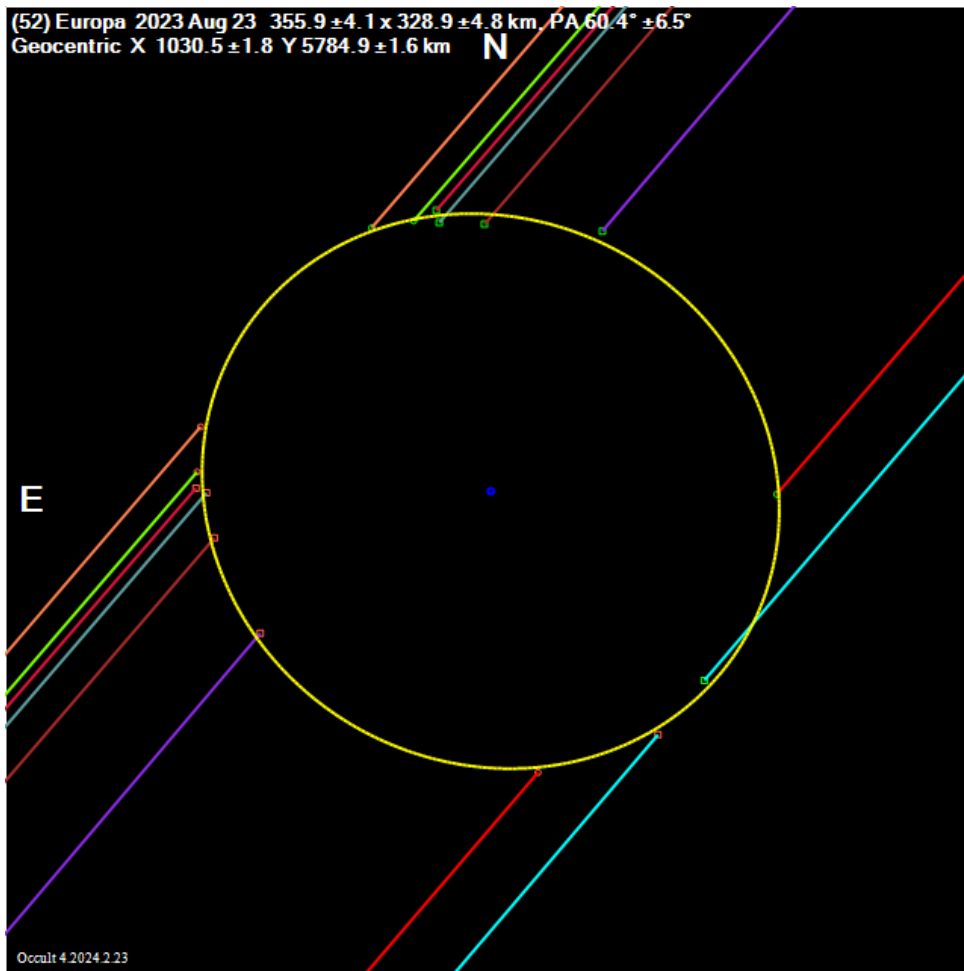 (52) Europa 2023 Aug 23 355.9 ±4.1 x 328.9 ±4.8 km, PA 60.4° ±6.5°
Geocentric X 1030.5 ±1.8 Y 5784.9 ±1.6 km
N
E
Occult 4.2024.2.23